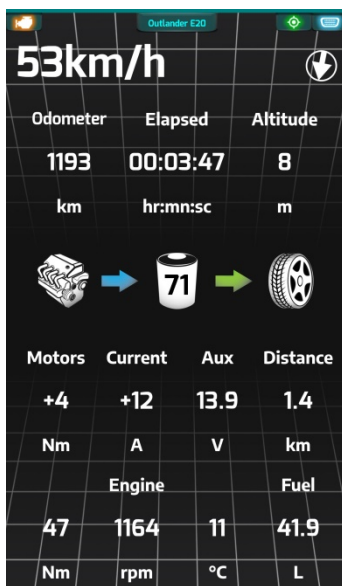 Outlander E20
53km/h
Odometer Elapsed Altitude
1193 00:03:47 8
km hr:mn:sc m
71
Motors Current Aux Distance
+4 +12 13.9 1.4
Nm A V km
Engine Fuel
47 1164 11 41.9
Nm rpm °C L